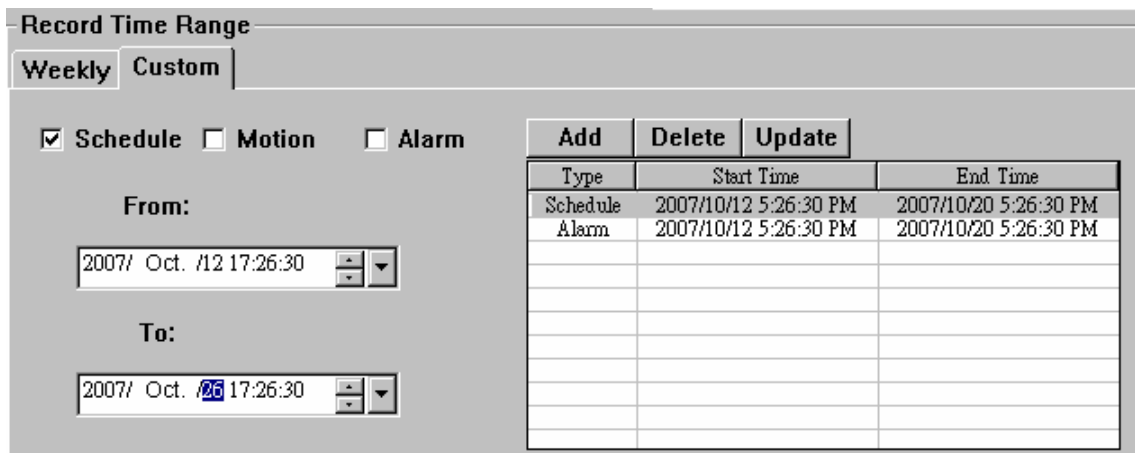 Record Time Range
Weekly Custom
Schedule Motion Alarm
From:
2007/ Oct. /12 17:26:30
To:
2007/ Oct. /26 17:26:30
Add Delete Update
Type Start Time End Time
Schedule 2007/10/12 5:26:30 PM 2007/10/20 5:26:30 PM
Alarm 2007/10/12 5:26:30 PM 2007/10/20 5:26:30 PM